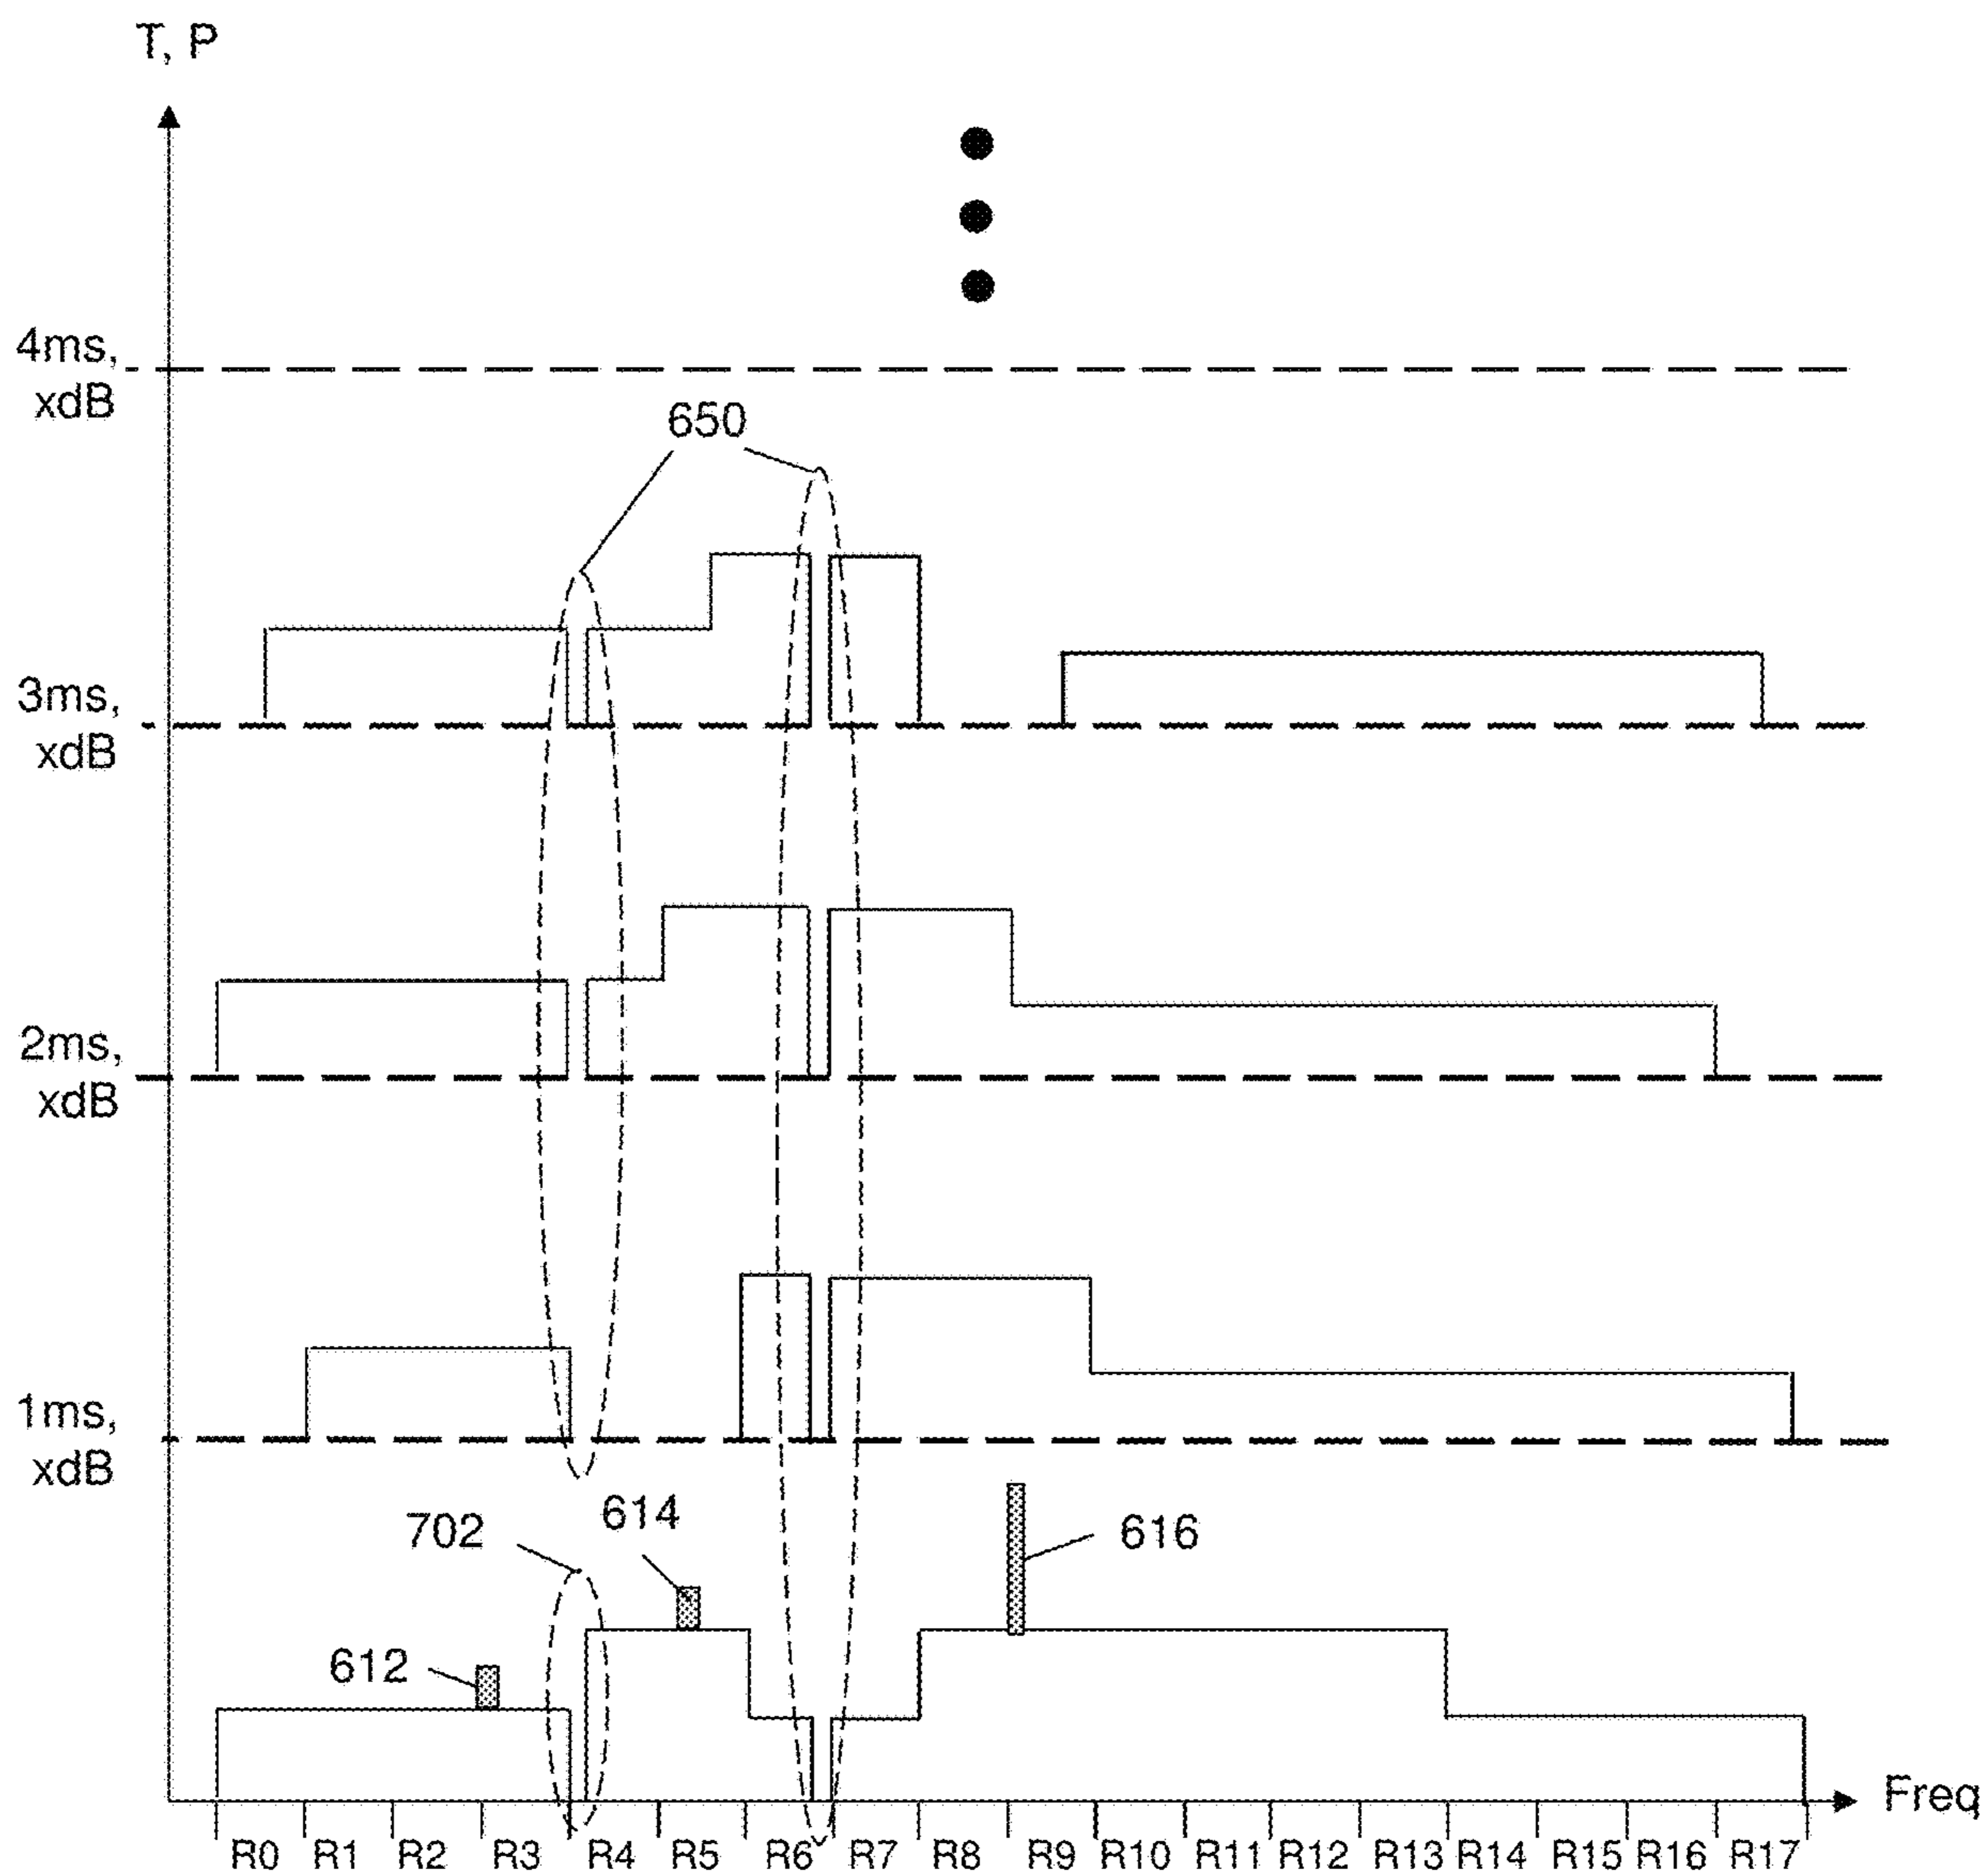 T, P
4ms,
xdB
650
3ms,
xdB
2ms,
xdB
1ms,
xdB
702
614
616
612
Freq
R0 R1 R2 R3 R4 R5 R6 R7 R8 R9 R10 R11 R12 R13 R14 R15 R16 R17